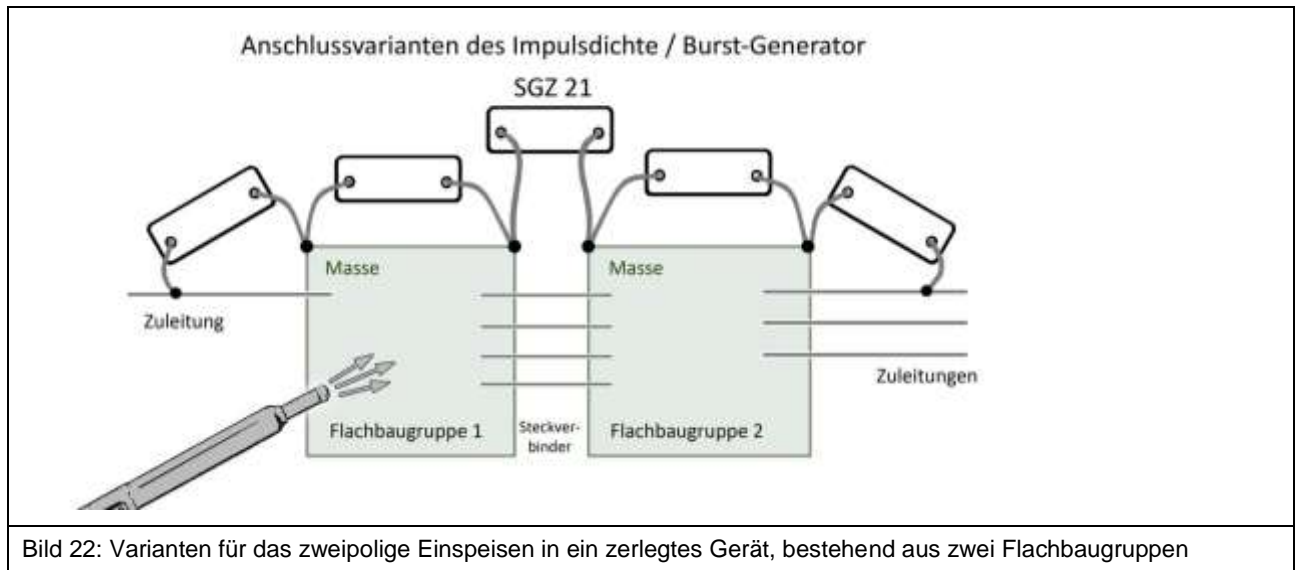 Anschlussvarianten des Impulsdichte / Burst-Generator
SGZ 21
Masse
Masse
Zuleitung
Zuleitungen
Flachbaugruppe 1
Steckver-
binder
Flachbaugruppe 2
Bild 22: Varianten für das zweipolige Einspeisen in ein zerlegtes Gerät, bestehend aus zwei Flachbaugruppen